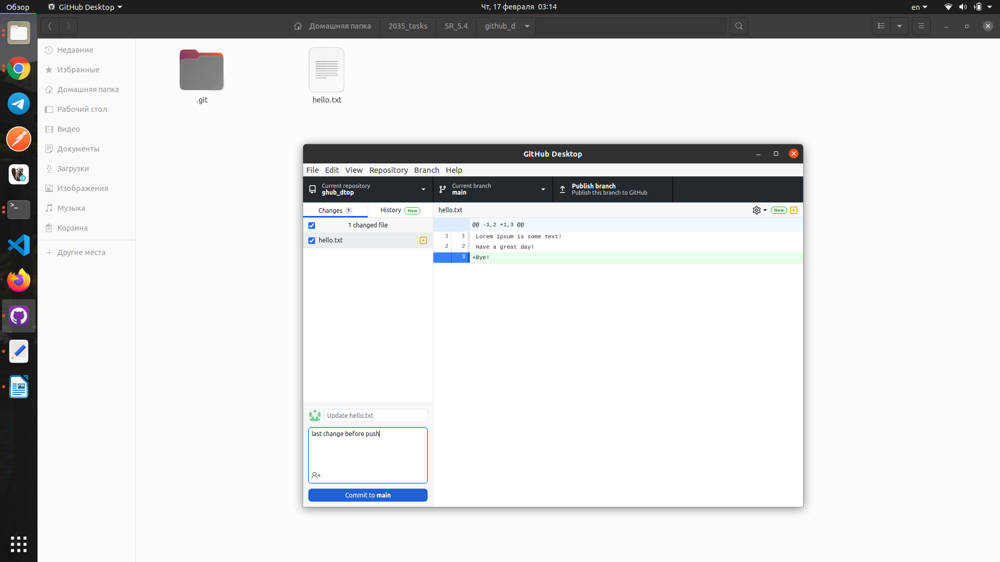 Обзор
GitHub Desktop
Чт, 17 февраля 03:14
en
Домашняя папка
2035_tasks
SR_5.4
github_d
Недавние
Избранные
Домашняя папка
Рабочий стол
Видео
Документы
Загрузки
Изображения
Музыка
Корзина
Другие места
.git
hello.txt
GitHub Desktop
File Edit View Repository Branch Help
Current repository
ghub_dtop
Current branch
main
Publish branch
Publish this branch to GitHub
Changes 1
History New
hello.txt
New
1 changed file
hello.txt
@@ -1,2 +1,3 @@
1 1 Lorem ipsum is some text!
2 2 Have a great day!
3 +Bye!
Update hello.txt
last change before push
Commit to main